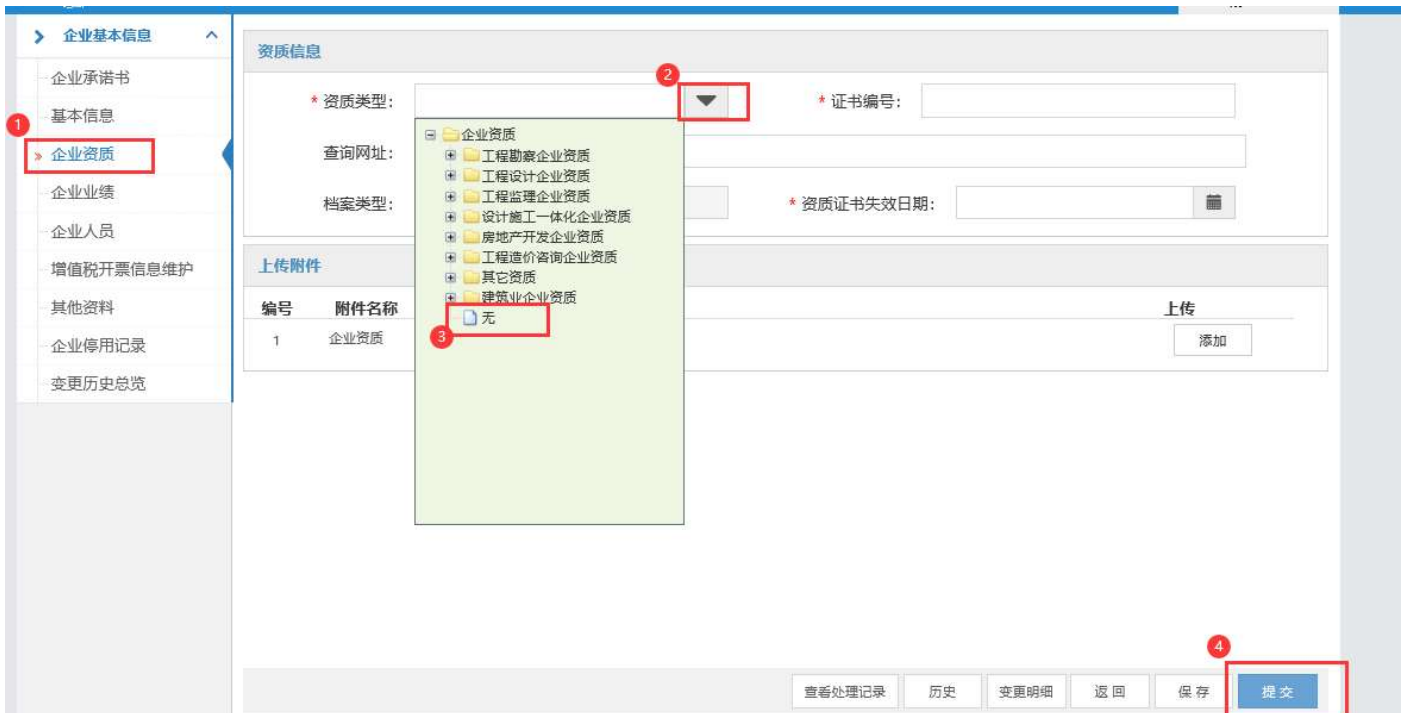 企业基本信息
企业承诺书
基本信息
1
企业资质
企业业绩
企业人员
增值税开票信息维护
其他资料
企业停用记录
变更历史总览
资质信息
2
* 资质类型：
* 证书编号：
查询网址：
档案类型：
* 资质证书失效日期：
企业资质
工程勘察企业资质
工程设计企业资质
工程监理企业资质
设计施工一体化企业资质
房地产开发企业资质
工程造价咨询企业资质
其它资质
建筑业企业资质
无
3
上传附件
编号 附件名称 上传
1 企业资质 添加
4
查看处理记录 历史 变更明细 返回 保存 提交